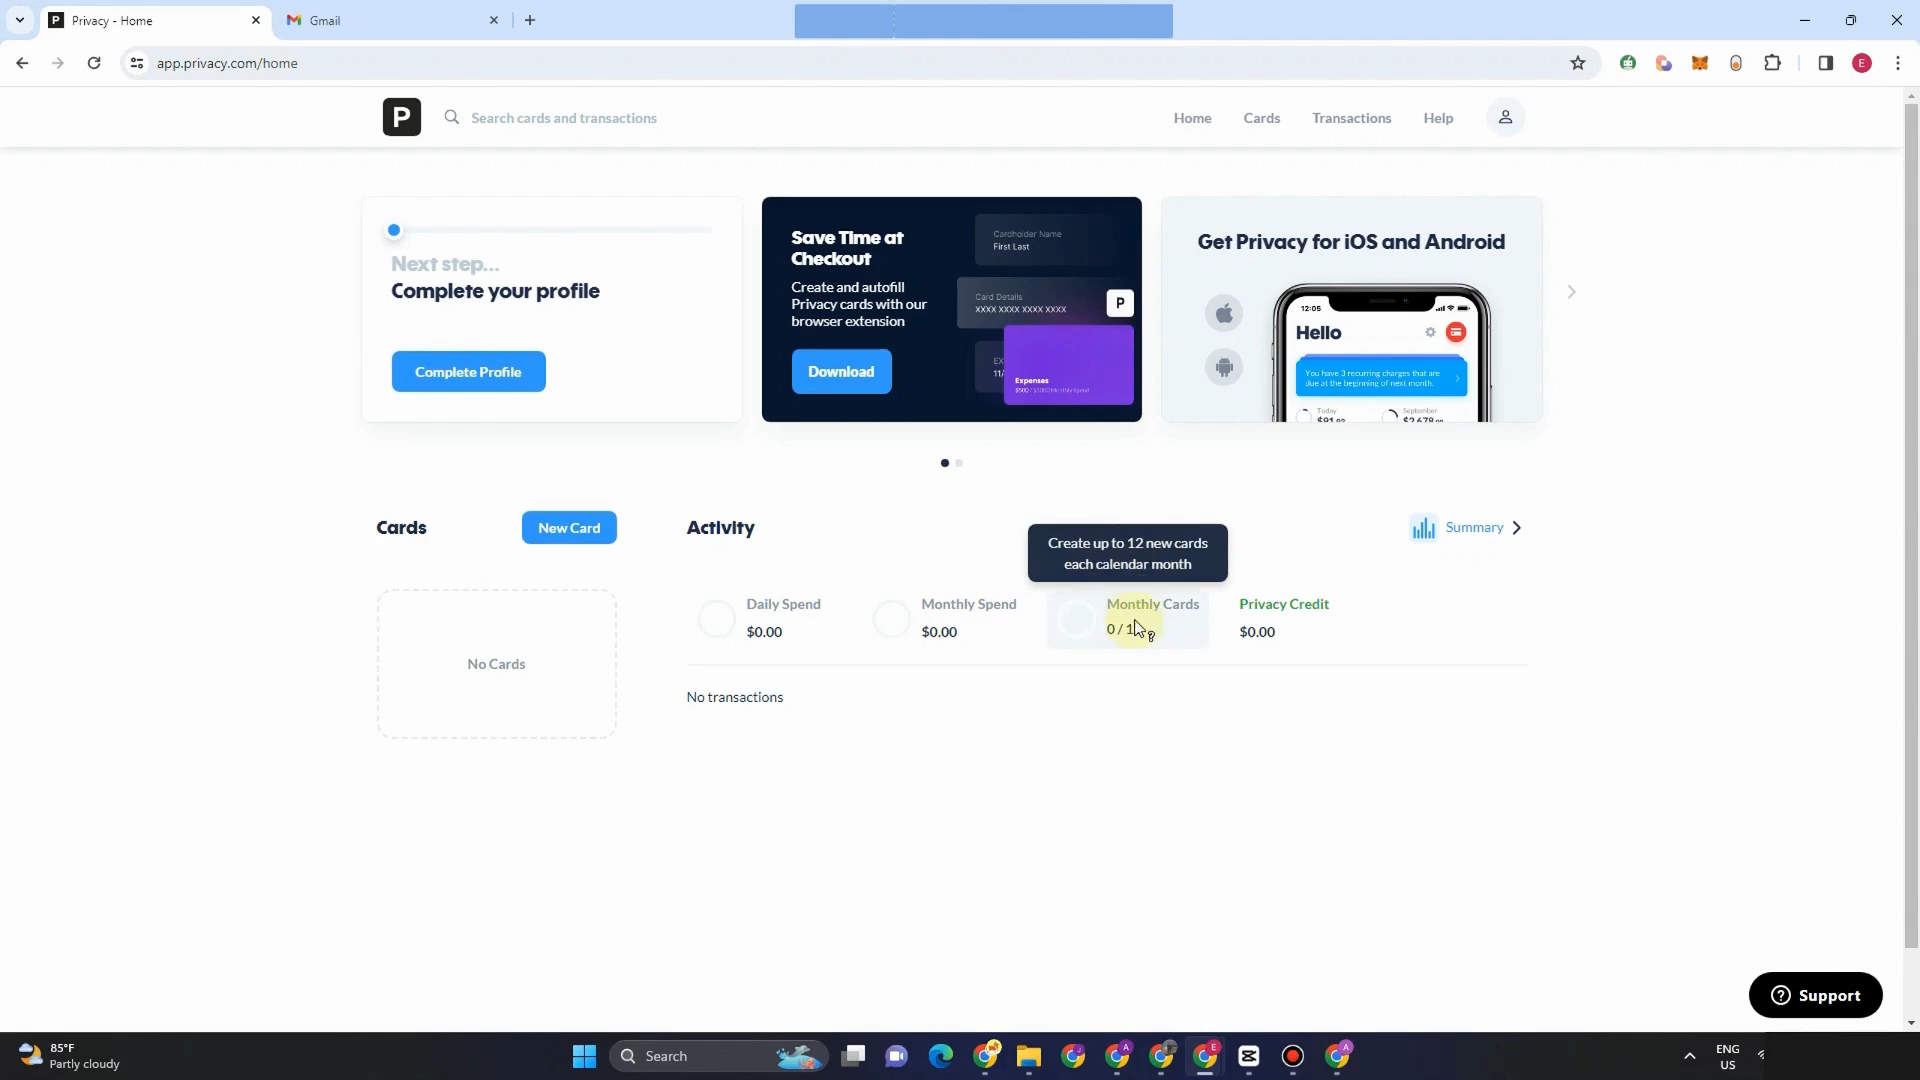 Privacy - Home
Gmail
app.privacy.com/home
E
P
Search cards and transactions
Home
Cards
Transactions
Help
Next step...
Complete your profile
Complete Profile
Save Time at
Checkout
Create and autofill
Privacy cards with our
browser extension
Download
Cardholder Name
First Last
Card Details
XXXX XXXX XXXX XXXX
P
EX
11/
Expenses
Get Privacy for iOS and Android
12:05
Hello
You have 3 recurring charges that are
due at the beginning of next month.
Today
September
Cards
New Card
No Cards
Activity
Summary
Create up to 12 new cards
each calendar month
Daily Spend
$0.00
Monthly Spend
$0.00
Monthly Cards
0 / 1
Privacy Credit
$0.00
No transactions
Support
85°F
Partly cloudy
Search
ENG
US